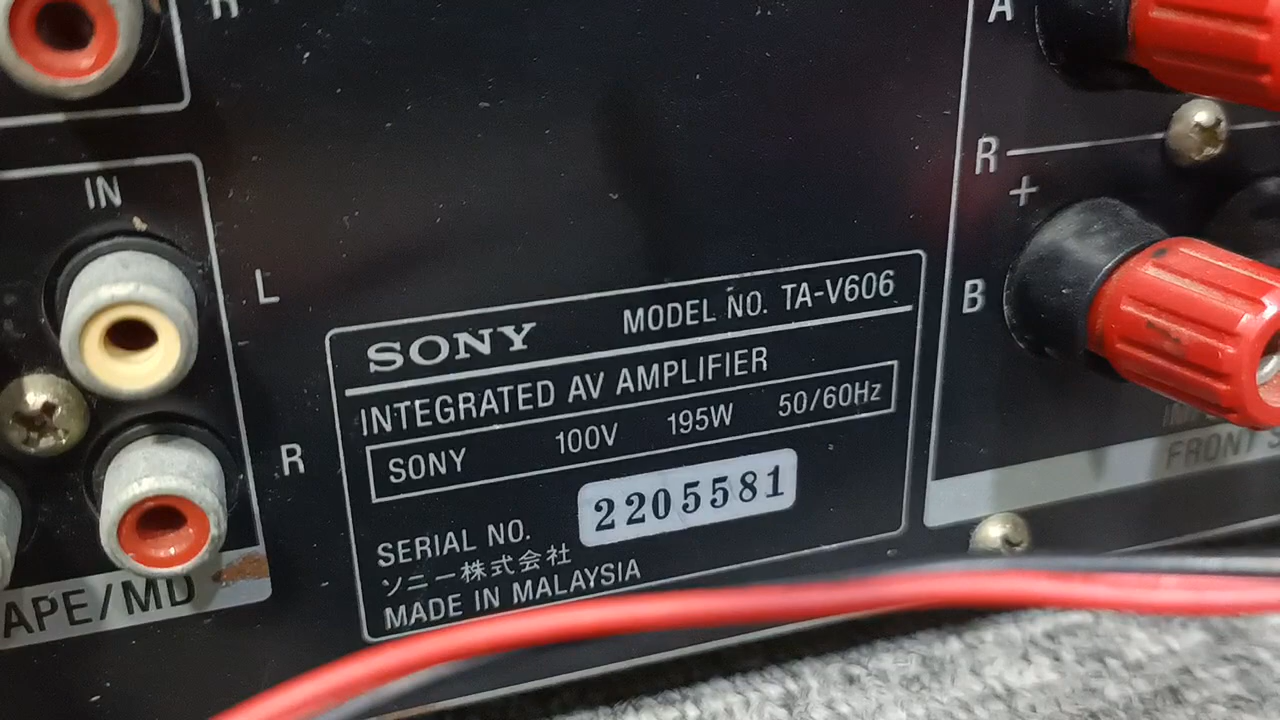 R
A
IN
R
+
L
B
SONY MODEL NO. TA-V606
INTEGRATED AV AMPLIFIER
SONY 100V 195W 50/60Hz
R
SERIAL NO. 2205581
ソニー株式会社
MADE IN MALAYSIA
APE/MD
FRONT